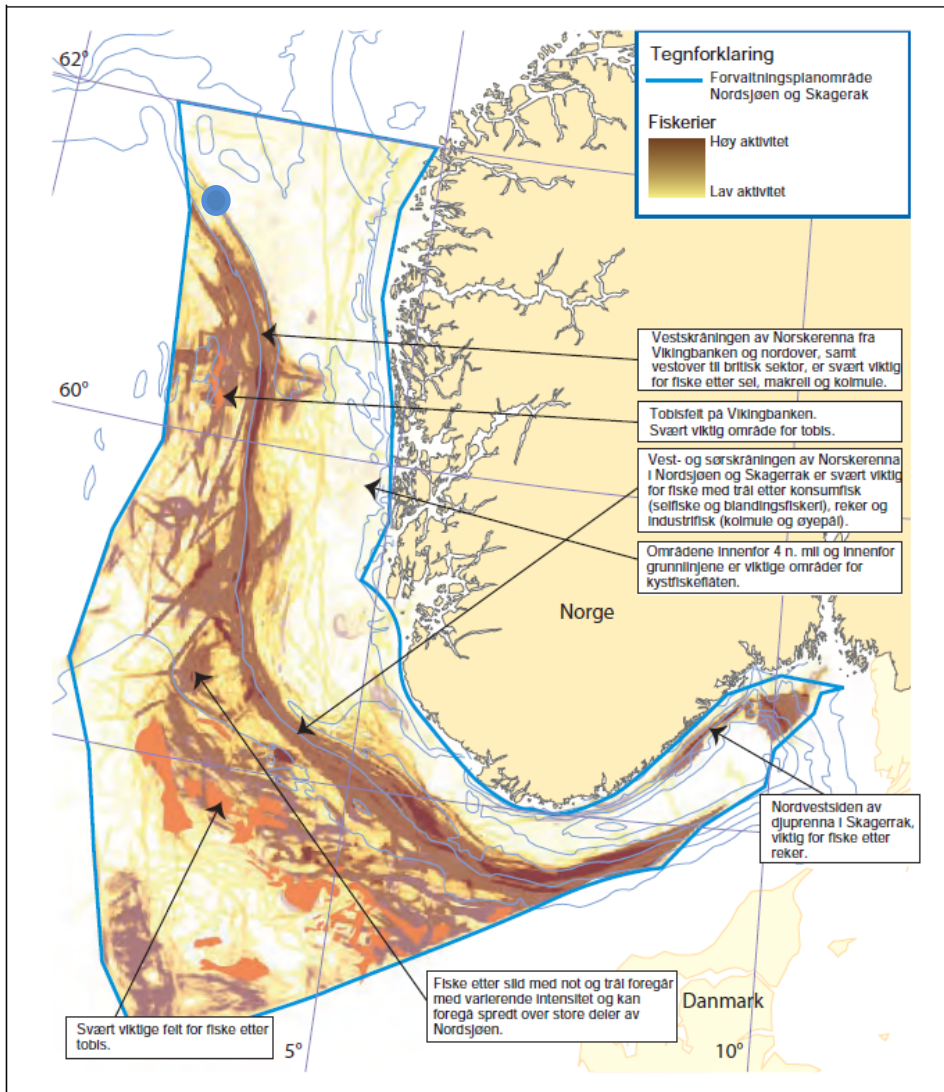 62°
Tegnforklaring
Forvaltningsplanområde
Nordsjøen og Skagerak
Fiskerier
Høy aktivitet
Lav aktivitet
Vestskråningen av Norskerenna fra
Vikingbanken og nordover, samt
vestover til britisk sektor, er svært viktig
for fiske etter sei, makrell og kolmule.
60°
Tobisfelt på Vikingbanken.
Svært viktig område for tobis.
Vest- og sørskråningen av Norskerenna
i Nordsjøen og Skagerrak er svært viktig
for fiske med trål etter konsumfisk
(seifiske og blandingsfiskeri), reker og
industrifisk (kolmule og øyepål).
Områdene innenfor 4 n. mil og innenfor
grunnlinjene er viktige områder for
kystfiskeflåten.
Norge
Nordvestsiden av
djuprenna i Skagerrak,
viktig for fiske etter
reker.
Fiske etter sild med not og trål foregår
med varierende intensitet og kan
foregå spredt over store deler av
Nordsjøen.
Danmark
Svært viktige felt for fiske etter
tobis.
5°
10°